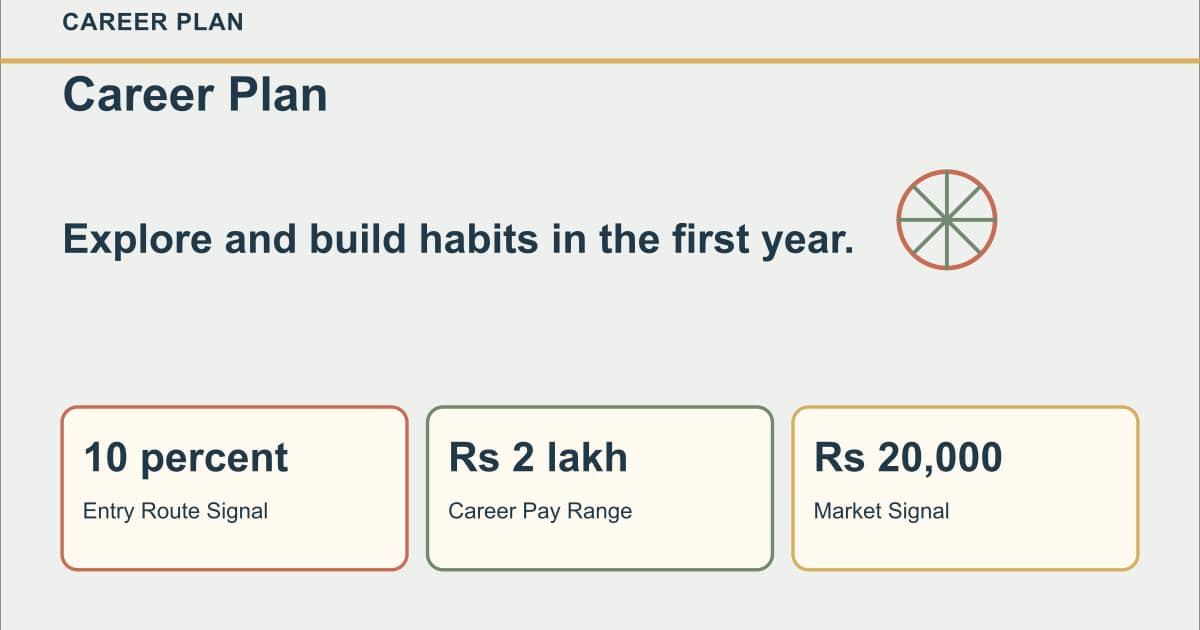 CAREER PLAN
Career Plan
Explore and build habits in the first year.
10 percent
Entry Route Signal
Rs 2 lakh
Career Pay Range
Rs 20,000
Market Signal